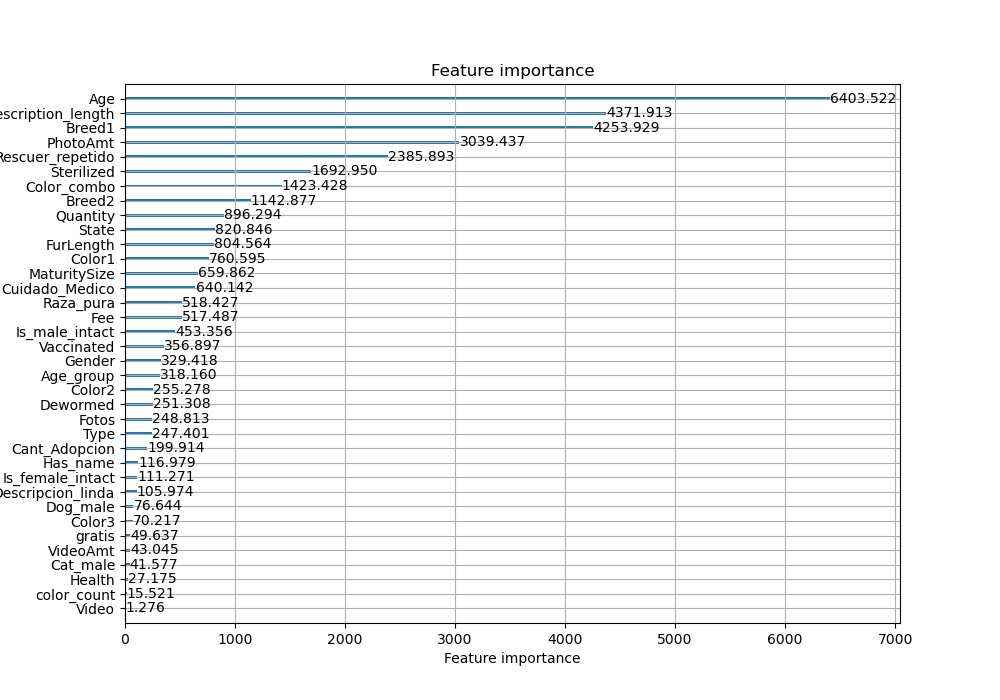 Feature importance
Age 6403.522
escription_length 4371.913
Breed1 4253.929
PhotoAmt 3039.437
Rescuer_repetido 2385.893
Sterilized 1692.950
Color_combo 1423.428
Breed2 1142.877
Quantity 896.294
State 820.846
FurLength 804.564
Color1 760.595
MaturitySize 659.862
Cuidado_Medico 640.142
Raza_pura 518.427
Fee 517.487
Is_male_intact 453.356
Vaccinated 356.897
Gender 329.418
Age_group 318.160
Color2 255.278
Dewormed 251.308
Fotos 248.813
Type 247.401
Cant_Adopcion 199.914
Has_name 116.979
Is_female_intact 111.271
Descripcion_linda 105.974
Dog_male 76.644
Color3 70.217
gratis 49.637
VideoAmt 43.045
Cat_male 41.577
Health 27.175
color_count 15.521
Video 1.276
0 1000 2000 3000 4000 5000 6000 7000
Feature importance